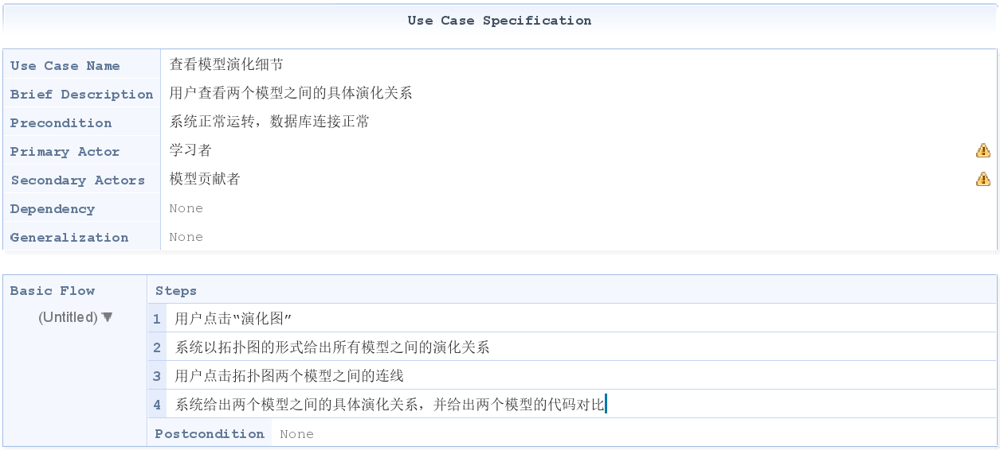 Use Case Specification
Use Case Name 查看模型演化细节
Brief Description 用户查看两个模型之间的具体演化关系
Precondition 系统正常运转，数据库连接正常
Primary Actor 学习者
Secondary Actors 模型贡献者
Dependency None
Generalization None
Basic Flow Steps
(Untitled) ▼
1 用户点击“演化图”
2 系统以拓扑图的形式给出所有模型之间的演化关系
3 用户点击拓扑图两个模型之间的连线
4 系统给出两个模型之间的具体演化关系，并给出两个模型的代码对比
Postcondition None